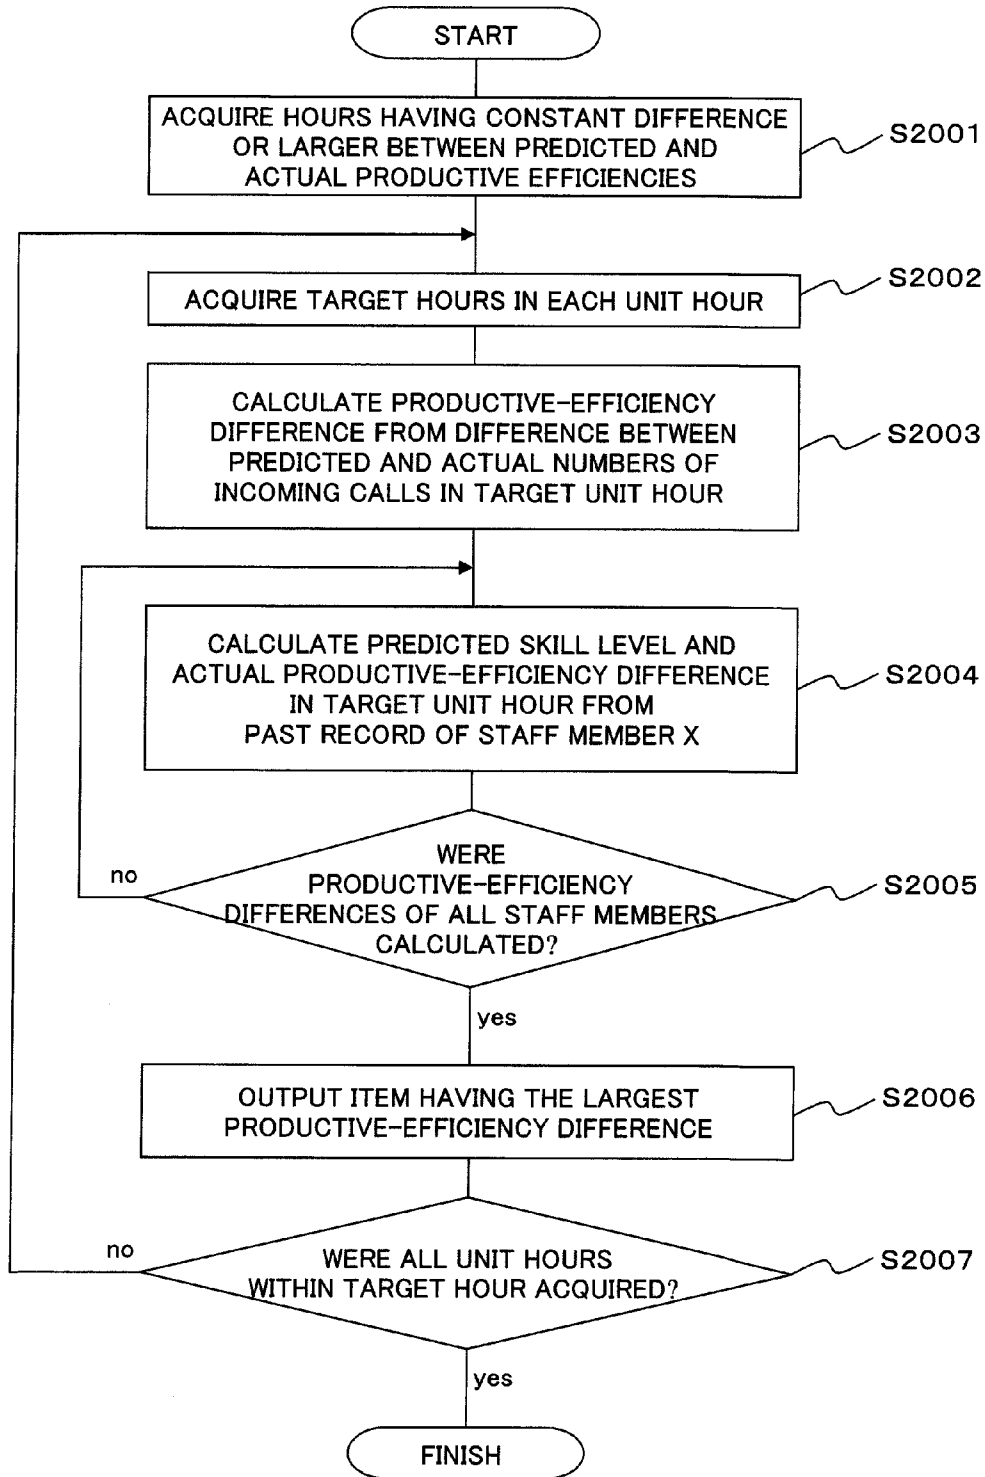 START
ACQUIRE HOURS HAVING CONSTANT DIFFERENCE
OR LARGER BETWEEN PREDICTED AND
ACTUAL PRODUCTIVE EFFICIENCIES
S2001
ACQUIRE TARGET HOURS IN EACH UNIT HOUR
S2002
CALCULATE PRODUCTIVE-EFFICIENCY
DIFFERENCE FROM DIFFERENCE BETWEEN
PREDICTED AND ACTUAL NUMBERS OF
INCOMING CALLS IN TARGET UNIT HOUR
S2003
CALCULATE PREDICTED SKILL LEVEL AND
ACTUAL PRODUCTIVE-EFFICIENCY DIFFERENCE
IN TARGET UNIT HOUR FROM
PAST RECORD OF STAFF MEMBER X
S2004
WERE
PRODUCTIVE-EFFICIENCY
DIFFERENCES OF ALL STAFF MEMBERS
CALCULATED?
S2005
no
yes
OUTPUT ITEM HAVING THE LARGEST
PRODUCTIVE-EFFICIENCY DIFFERENCE
S2006
WERE ALL UNIT HOURS
WITHIN TARGET HOUR ACQUIRED?
S2007
no
yes
FINISH